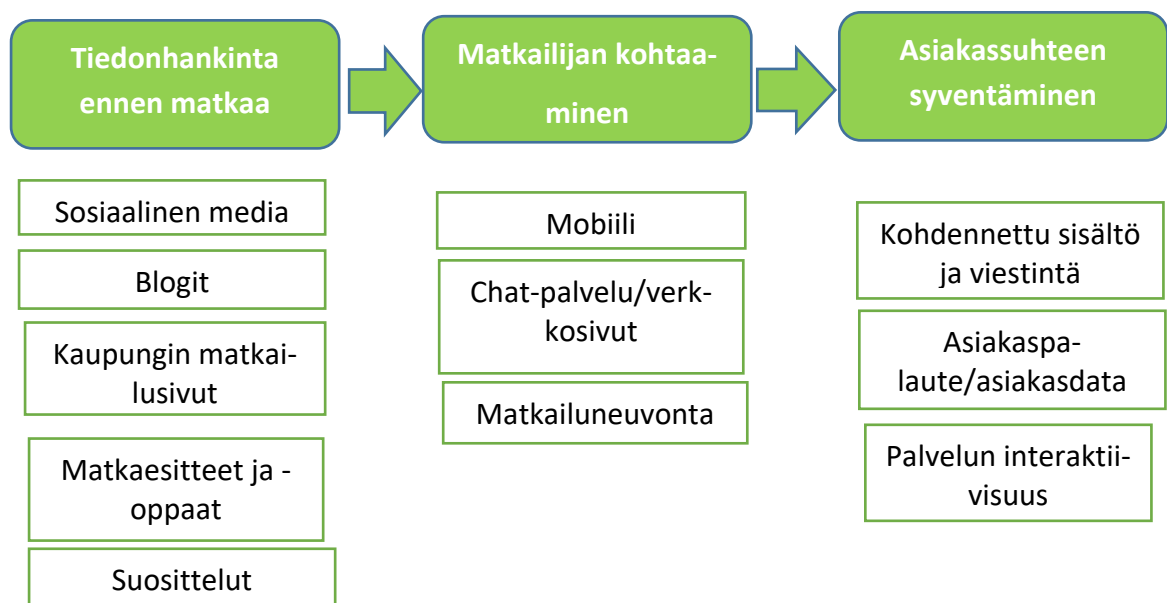 Tiedonhankinta
ennen matkaa
Sosiaalinen media
Blogit
Kaupungin matkai-
lusivut
Matkaesitteet ja -
oppaat
Suosittelut
Matkailijan kohtaa-
minen
Mobiili
Chat-palvelu/verk-
kosivut
Matkailuneuvonta
Asiakassuhteen
syventäminen
Kohdennettu sisältö
ja viestintä
Asiakaspa-
laute/asiakasdata
Palvelun interaktii-
visuus